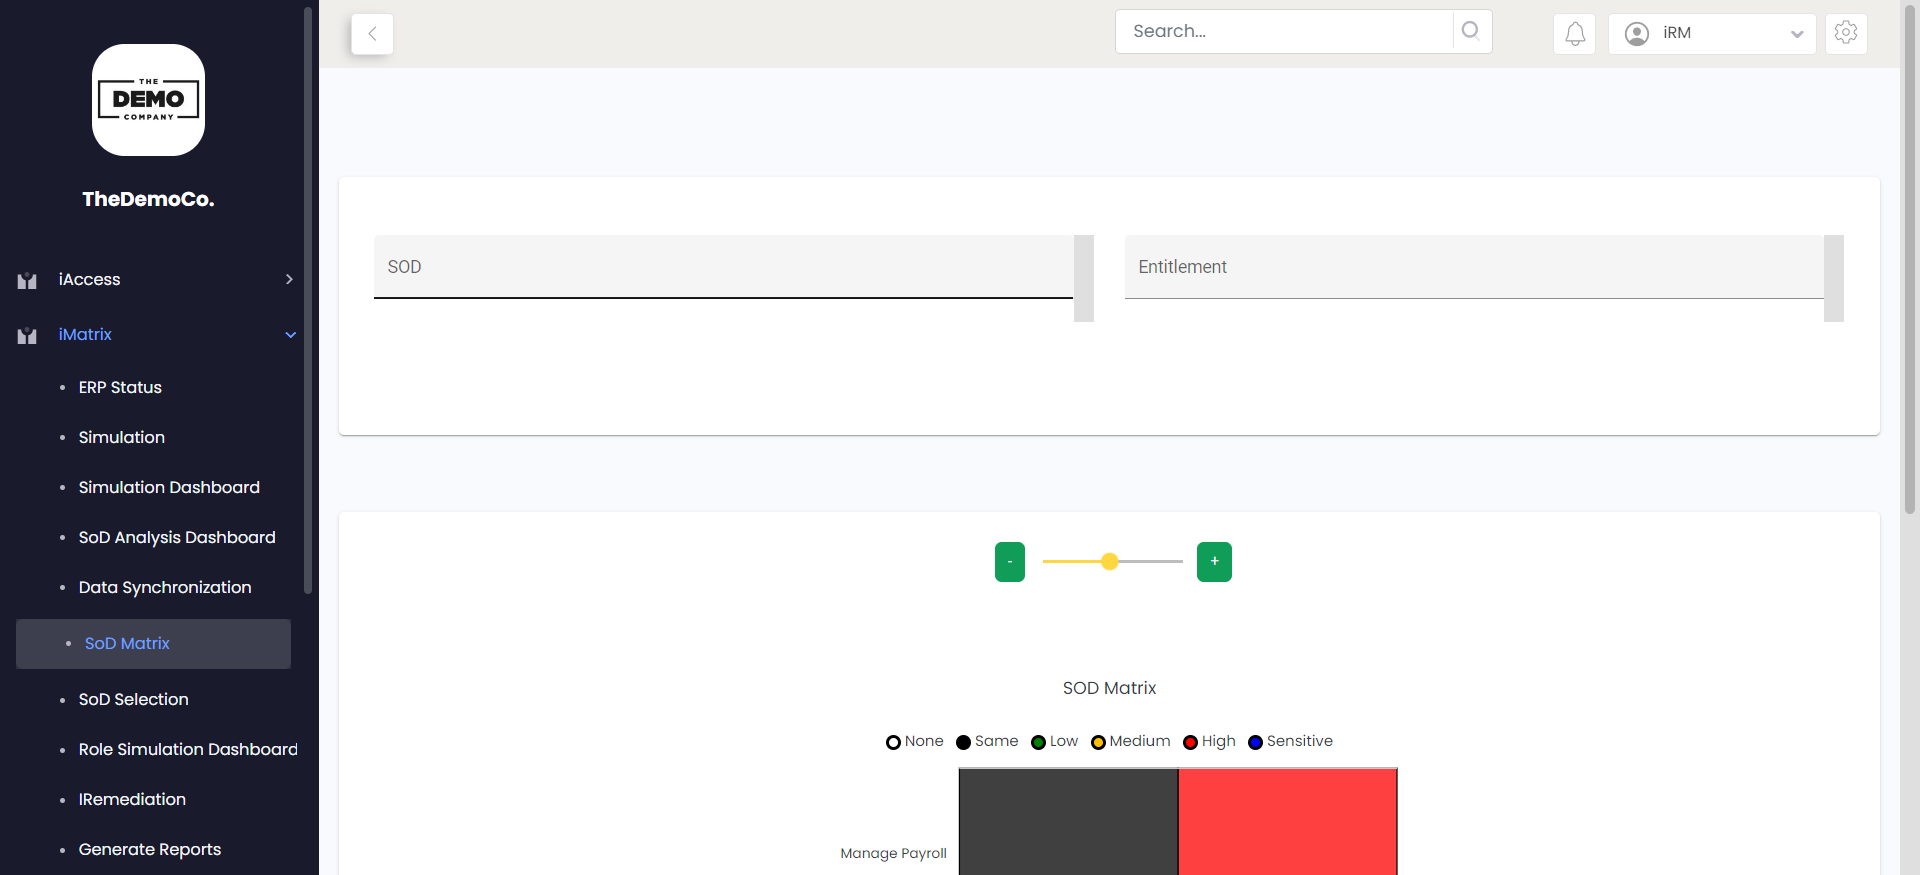 THE
DEMO
COMPANY
TheDemoCo.
iAccess
iMatrix
ERP Status
Simulation
Simulation Dashboard
SoD Analysis Dashboard
Data Synchronization
SoD Matrix
SoD Selection
Role Simulation Dashboard
IRemediation
Generate Reports
Search...
iRM
SOD
Entitlement
-
+
SOD Matrix
None Same Low Medium High Sensitive
Manage Payroll